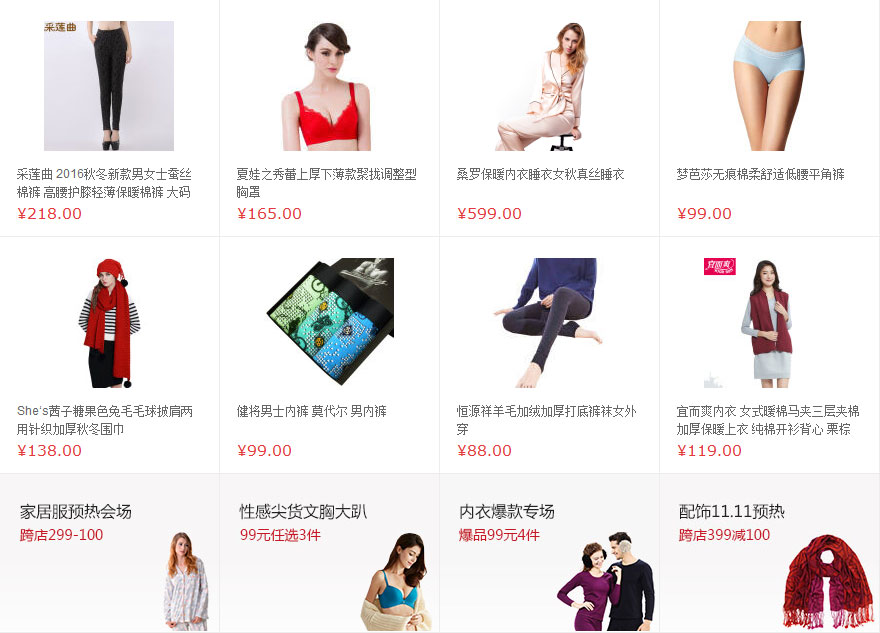 采莲曲
采莲曲 2016秋冬新款男女士蚕丝
棉裤 高腰护膝轻薄保暖棉裤 大码
¥218.00
夏娃之秀蕾上厚下薄款聚拢调整型
胸罩
¥165.00
桑罗保暖内衣睡衣女秋真丝睡衣
¥599.00
梦芭莎无痕棉柔舒适低腰平角裤
¥99.00
She's茜子糖果色兔毛毛球披肩两
用针织加厚秋冬围巾
¥138.00
健将男士内裤 莫代尔 男内裤
¥99.00
恒源祥羊毛加绒加厚打底裤袜女外
穿
¥88.00
宜而爽
宜而爽内衣 女式暖棉马夹三层夹棉
加厚保暖上衣 纯棉开衫背心 栗棕
¥119.00
家居服预热会场
跨店299-100
性感尖货文胸大趴
99元任选3件
内衣爆款专场
爆品99元4件
配饰11.11预热
跨店399减100